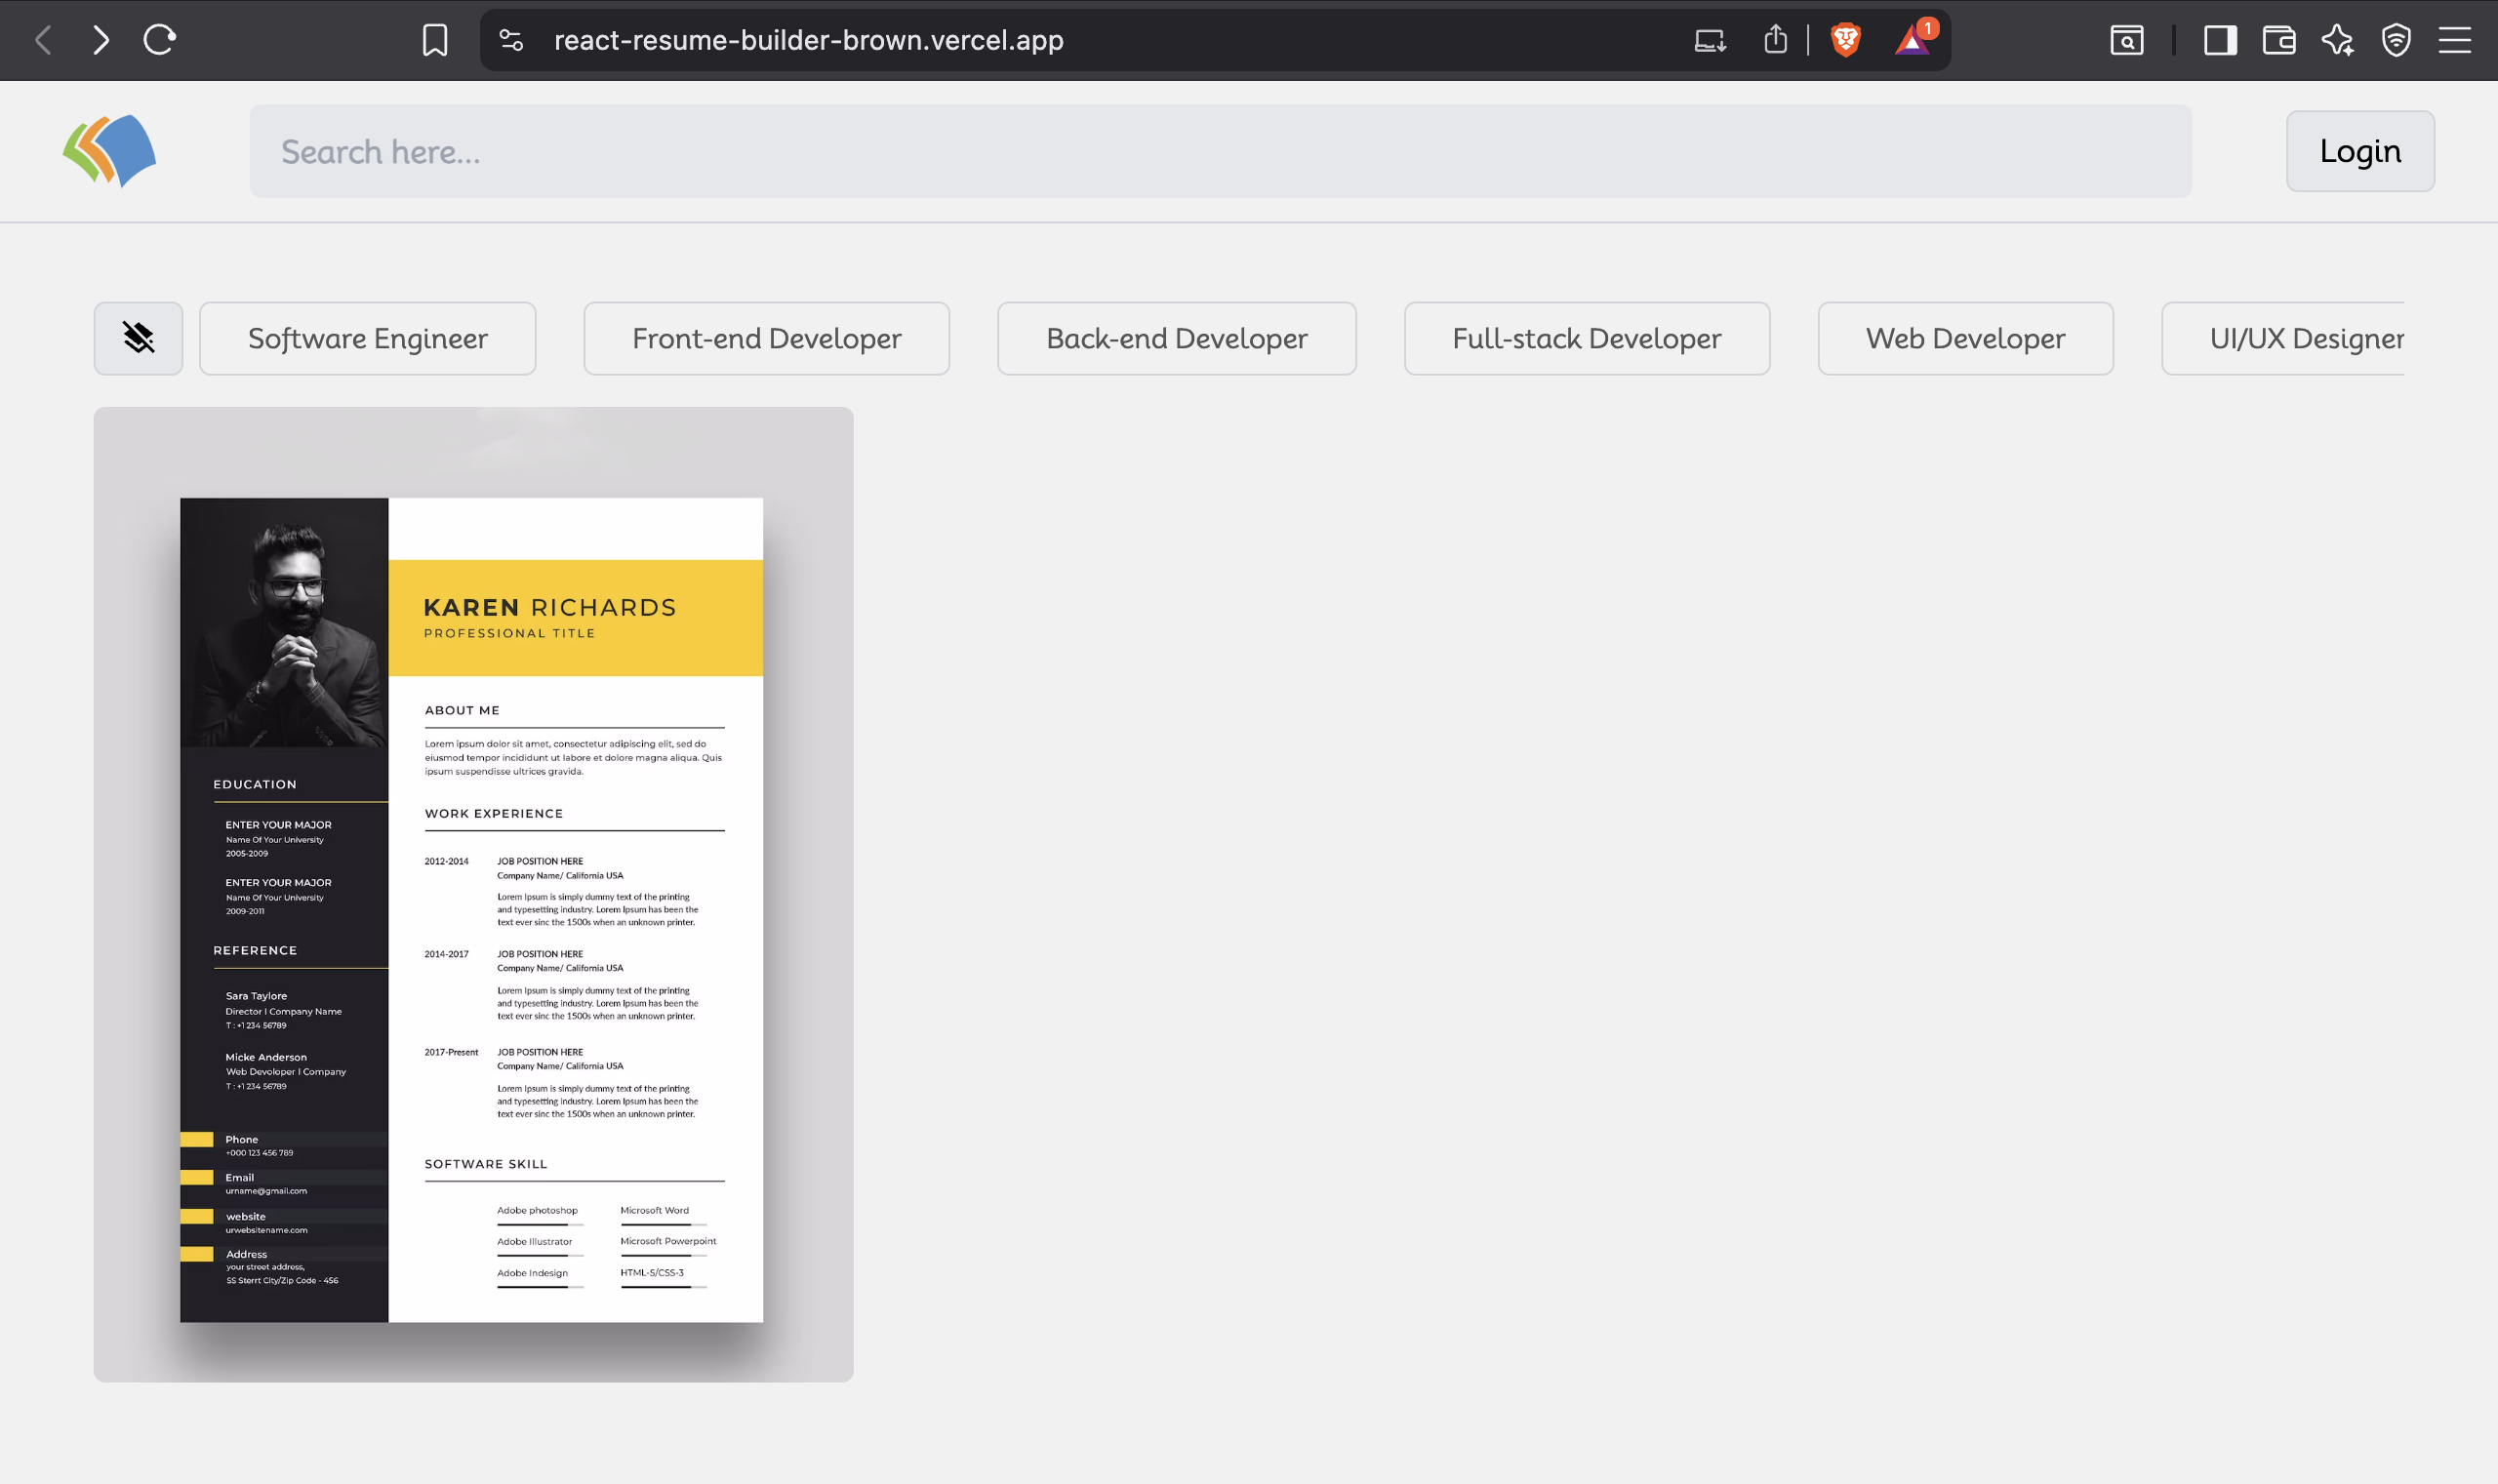 react-resume-builder-brown.vercel.app
1
Search here...
Login
Software Engineer
Front-end Developer
Back-end Developer
Full-stack Developer
Web Developer
UI/UX Designer
KAREN RICHARDS
PROFESSIONAL TITLE
ABOUT ME
Lorem ipsum dolor sit amet, consectetur adipiscing elit, sed do
eiusmod tempor incididunt ut labore et dolore magna aliqua. Quis
ipsum suspendisse ultrices gravida.
WORK EXPERIENCE
2012-2014
JOB POSITION HERE
Company Name/ California USA
Lorem Ipsum is simply dummy text of the printing
and typesetting industry. Lorem Ipsum has been the
text ever sinc the 1500s when an unknown printer.
2014-2017
JOB POSITION HERE
Company Name/ California USA
Lorem Ipsum is simply dummy text of the printing
and typesetting industry. Lorem Ipsum has been the
text ever sinc the 1500s when an unknown printer.
2017-Present
JOB POSITION HERE
Company Name/ California USA
Lorem Ipsum is simply dummy text of the printing
and typesetting industry. Lorem Ipsum has been the
text ever sinc the 1500s when an unknown printer.
SOFTWARE SKILL
Adobe photoshop
Microsoft Word
Adobe Illustrator
Microsoft Powerpoint
Adobe Indesign
HTML-5/CSS-3
EDUCATION
ENTER YOUR MAJOR
Name Of Your University
2005-2009
ENTER YOUR MAJOR
Name Of Your University
2009-2011
REFERENCE
Sara Taylore
Director I Company Name
T : +1 234 56789
Micke Anderson
Web Devoloper I Company
T : +1 234 56789
Phone
+000 123 456 789
Email
urname@gmail.com
website
urwebsitename.com
Address
your street address,
SS Sterrt City/Zip Code - 456